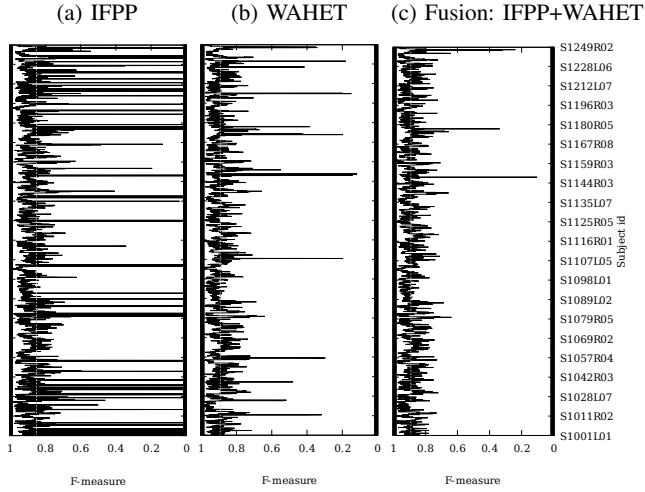 (a) IFPP (b) WAHET (c) Fusion: IFPP+WAHET
S1249R02
S1228L06
S1212L07
S1196R03
S1180R05
S1167R08
S1159R03
S1144R03
S1135L07
S1125R05
S1116R01
S1107L05
S1098L01
S1089L02
S1079R05
S1069R02
S1057R04
S1042R03
S1028L07
S1011R02
S1001L01
Subject id
1 0.8 0.6 0.4 0.2 0 1 0.8 0.6 0.4 0.2 0 1 0.8 0.6 0.4 0.2 0
F-measure F-measure F-measure